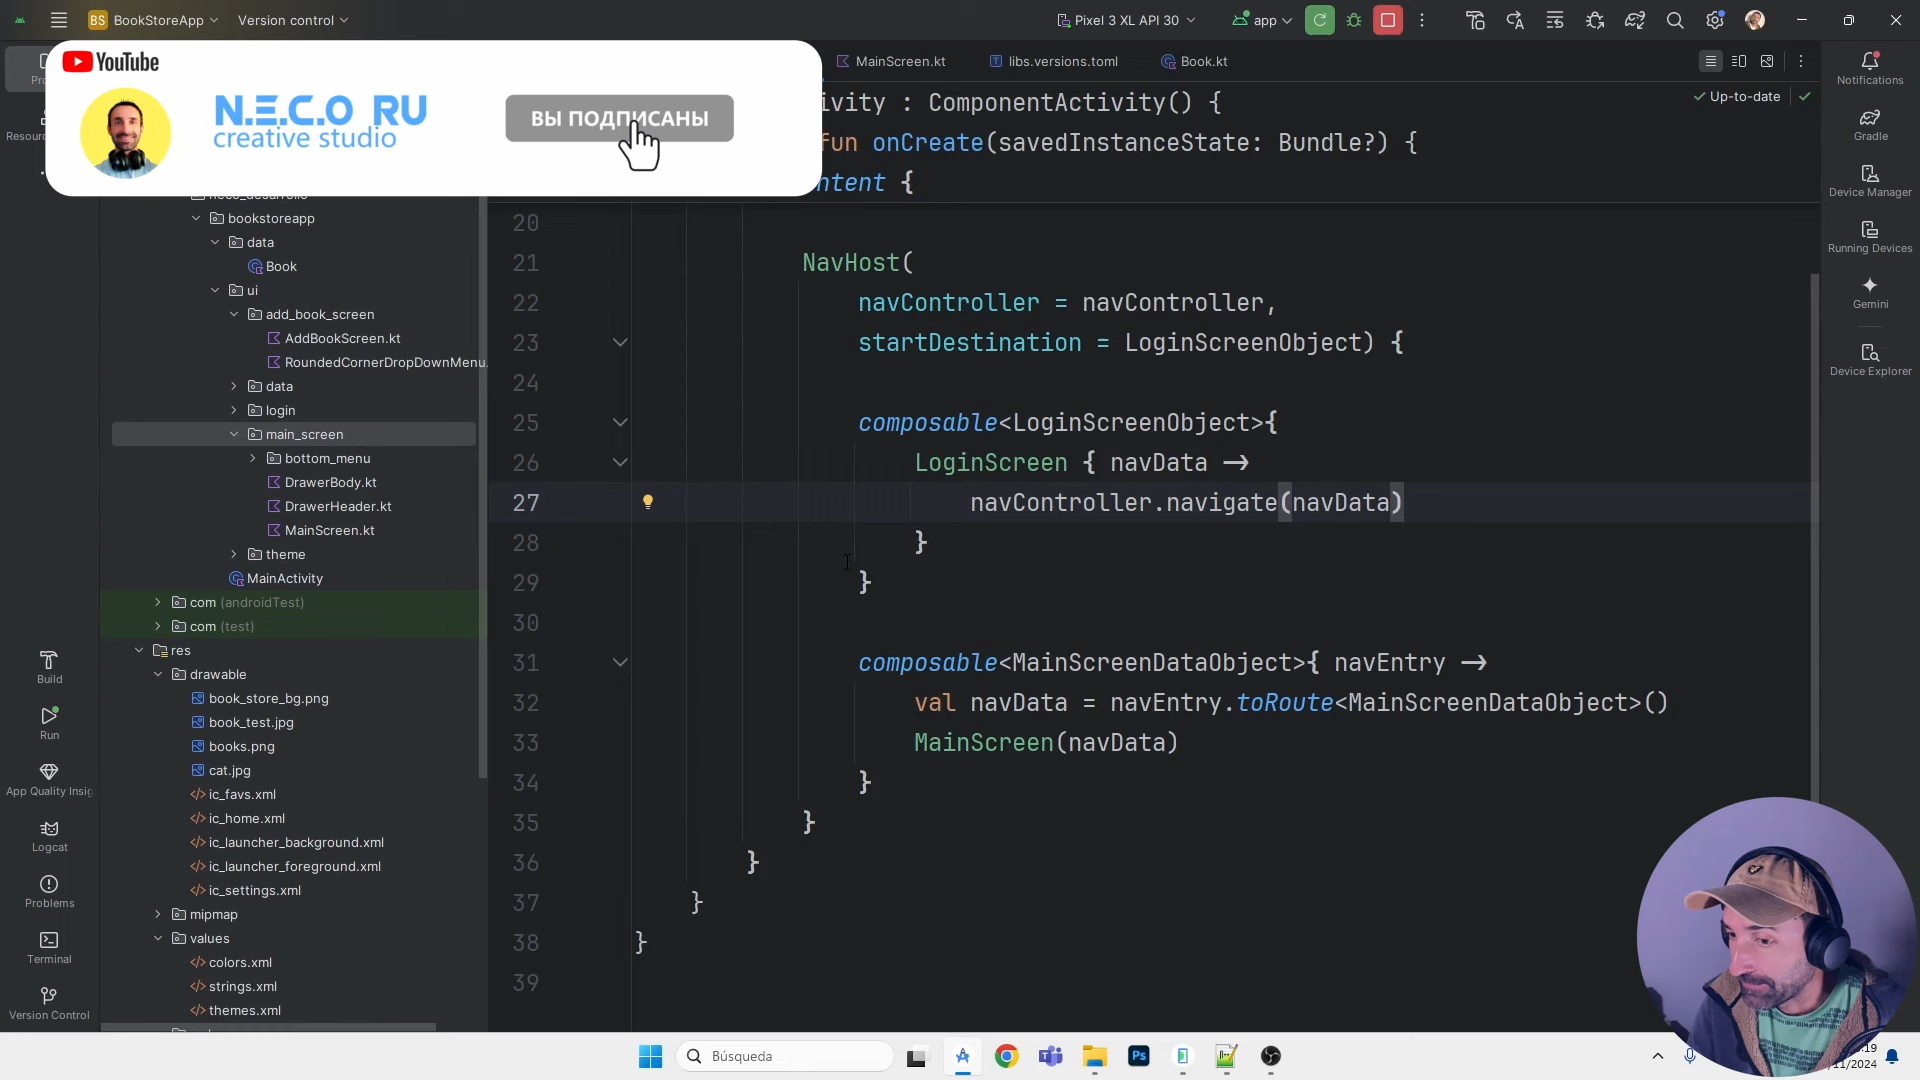 BS BookStoreApp
Version control
Pixel 3 XL API 30
app
YouTube
N.E.C.O RU
creative studio
ВЫ ПОДПИСАНЫ
MainScreen.kt
libs.versions.toml
Book.kt
Up-to-date
ivity : ComponentActivity() {
fun onCreate(savedInstanceState: Bundle?) {
ntent {
20
21 NavHost(
22 navController = navController,
23 startDestination = LoginScreenObject) {
24
25 composable<LoginScreenObject>{
26 LoginScreen { navData →
27 navController.navigate(navData)
28 }
29 }
30
31 composable<MainScreenDataObject>{ navEntry →
32 val navData = navEntry.toRoute<MainScreenDataObject>()
33 MainScreen(navData)
34 }
35 }
36 }
37 }
38 }
39
bookstoreapp
data
Book
ui
add_book_screen
AddBookScreen.kt
RoundedCornerDropDownMenu.
data
login
main_screen
bottom_menu
DrawerBody.kt
DrawerHeader.kt
MainScreen.kt
theme
MainActivity
com (androidTest)
com (test)
res
drawable
book_store_bg.png
book_test.jpg
books.png
cat.jpg
ic_favs.xml
ic_home.xml
ic_launcher_background.xml
ic_launcher_foreground.xml
ic_settings.xml
mipmap
values
colors.xml
strings.xml
themes.xml
Build
Run
App Quality Insig
Logcat
Problems
Terminal
Version Control
Notifications
Gradle
Device Manager
Running Devices
Gemini
Device Explorer
Búsqueda
Ps
/11/2024